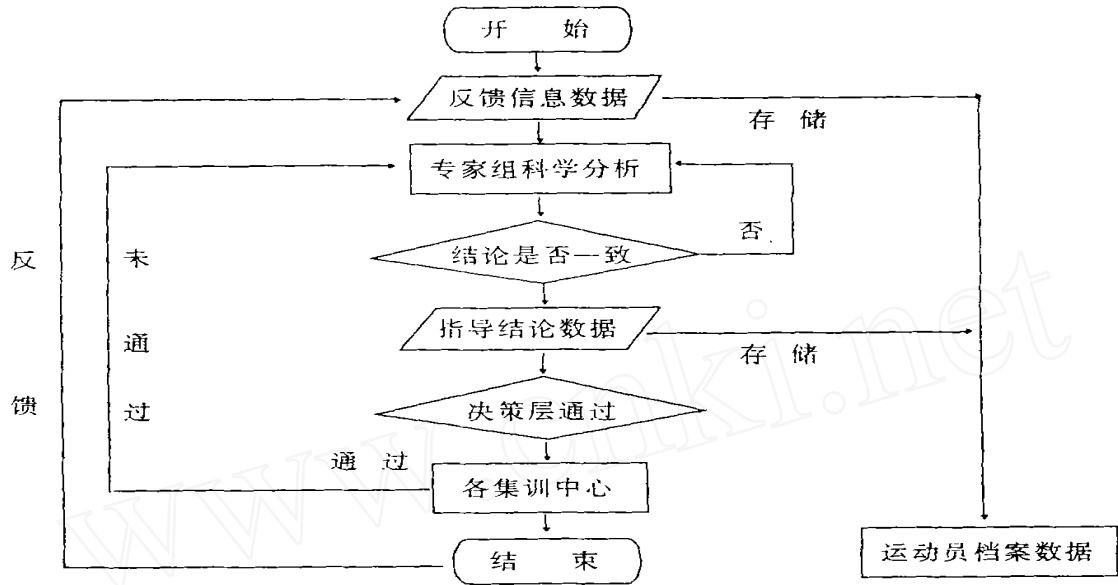 开 始
反馈信息数据
存 储
专家组科学分析
否
结论是否一致
反 馈
未 通 过
指导结论数据
存 储
决策层通过
通 过
各集训中心
结 束
运动员档案数据
www.cnki.net